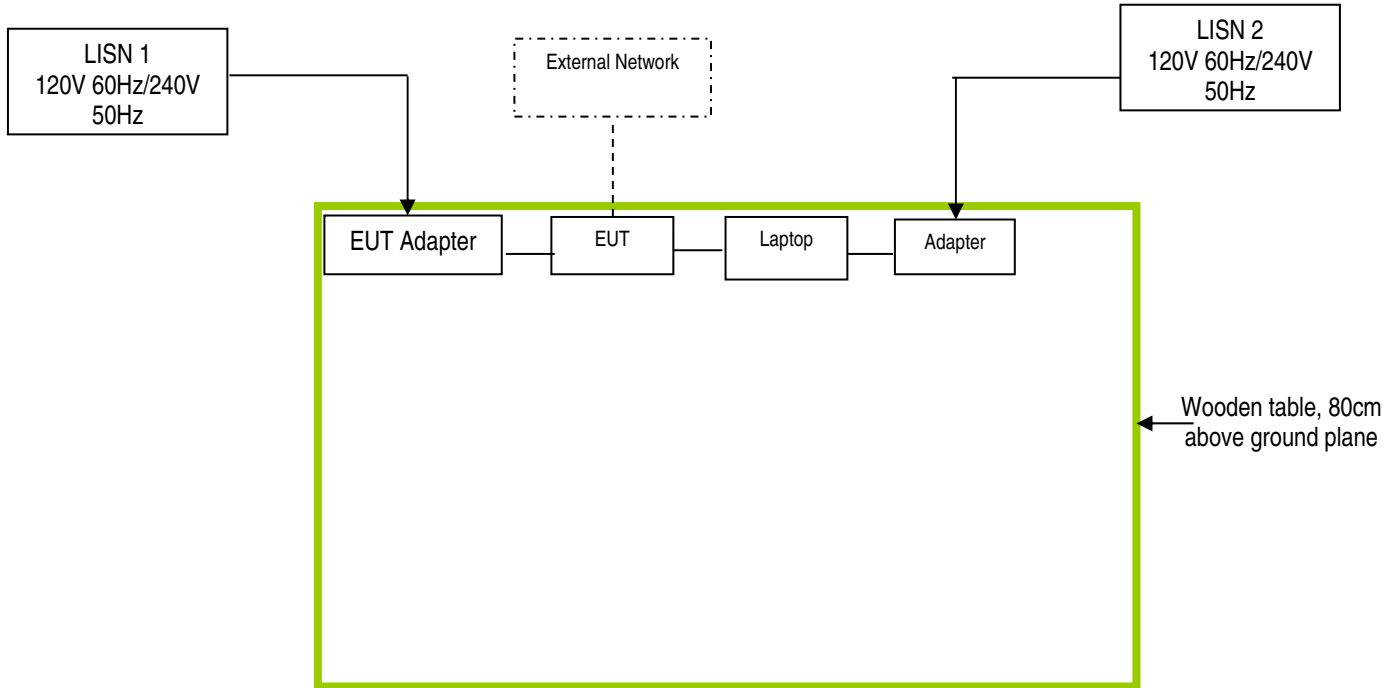 LISN 1
120V 60Hz/240V
50Hz
External Network
LISN 2
120V 60Hz/240V
50Hz
EUT Adapter
EUT
Laptop
Adapter
Wooden table, 80cm
above ground plane